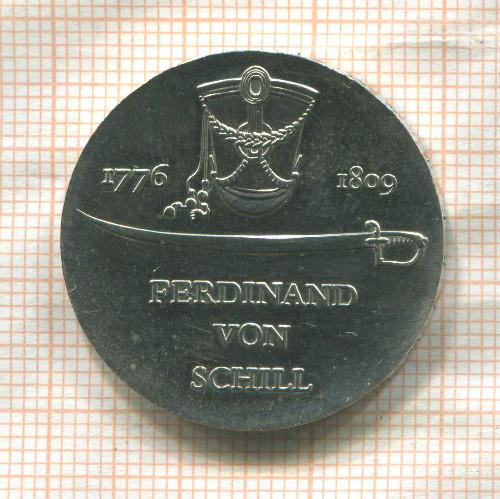 1776 1809
FERDINAND
VON
SCHILL